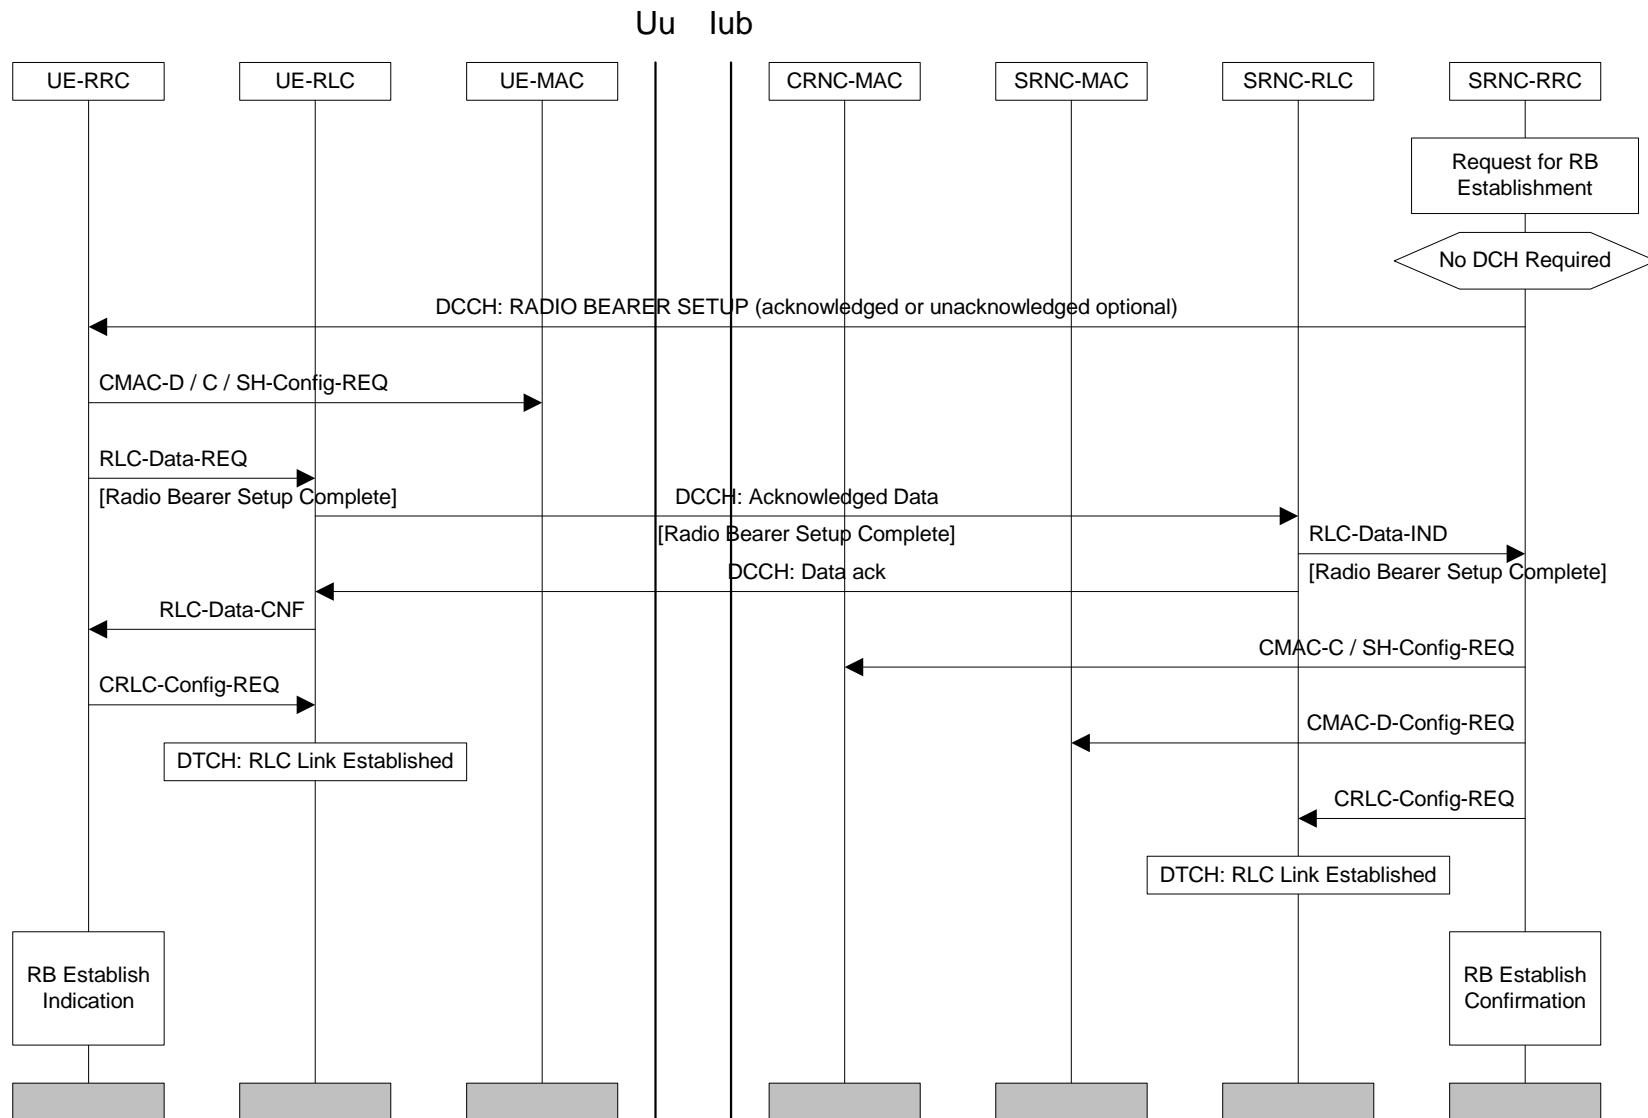 Uu
Iub
UE-RRC
UE-RLC
UE-MAC
CRNC-MAC
SRNC-MAC
SRNC-RLC
SRNC-RRC
Request for RB
Establishment
No DCH Required
DCCH: RADIO BEARER SETUP (acknowledged or unacknowledged optional)
CMAC-D / C / SH-Config-REQ
RLC-Data-REQ
[Radio Bearer Setup Complete]
DCCH: Acknowledged Data
[Radio Bearer Setup Complete]
RLC-Data-IND
[Radio Bearer Setup Complete]
DCCH: Data ack
RLC-Data-CNF
CMAC-C / SH-Config-REQ
CRLC-Config-REQ
CMAC-D-Config-REQ
DTCH: RLC Link Established
CRLC-Config-REQ
DTCH: RLC Link Established
RB Establish
Indication
RB Establish
Confirmation